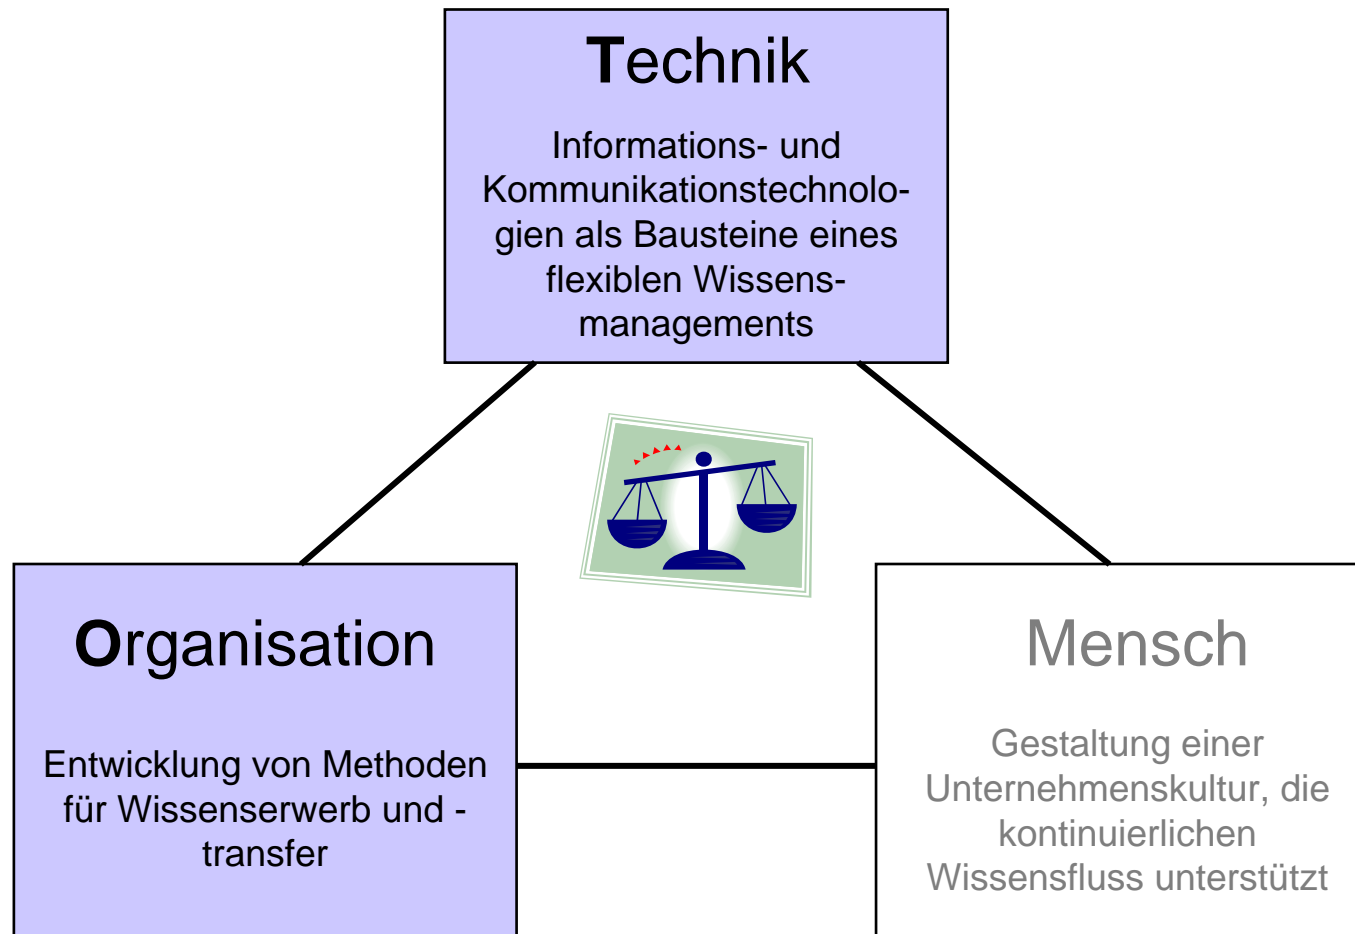 Technik
Informations- und
Kommunikationstechnolo-
gien als Bausteine eines
flexiblen Wissens-
managements
Organisation
Entwicklung von Methoden
für Wissenserwerb und -
transfer
Mensch
Gestaltung einer
Unternehmenskultur, die
kontinuierlichen
Wissensfluss unterstützt